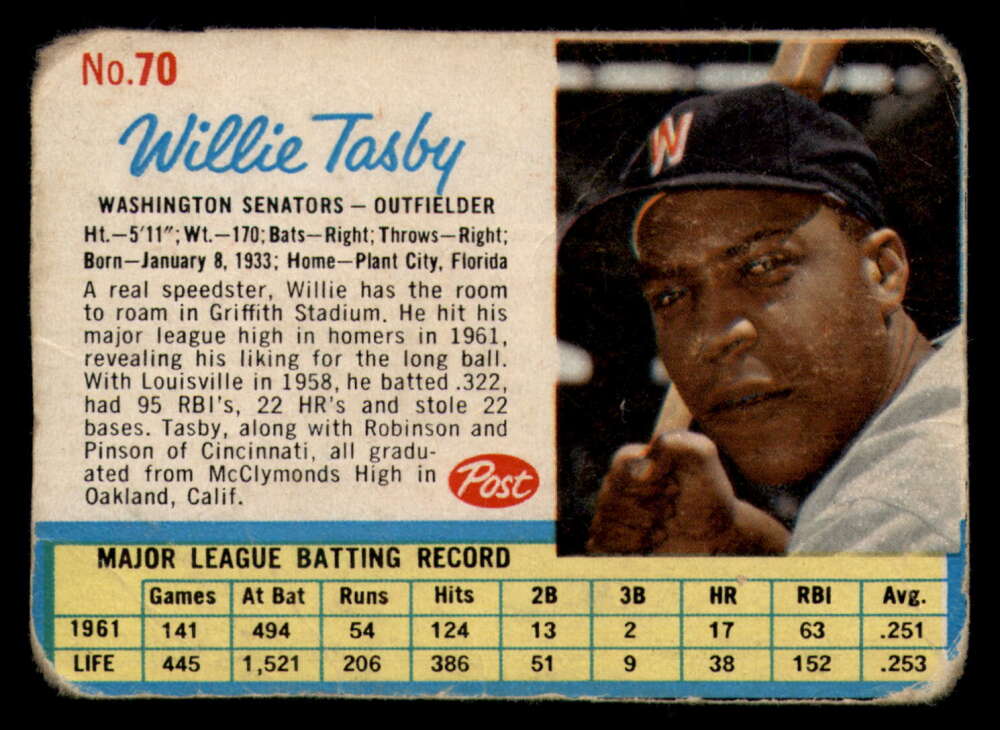 No.70
Willie Tasby
WASHINGTON SENATORS – OUTFIELDER
Ht.–5'11"; Wt.–170; Bats–Right; Throws–Right;
Born–January 8, 1933; Home–Plant City, Florida
A real speedster, Willie has the room
to roam in Griffith Stadium. He hit his
major league high in homers in 1961,
revealing his liking for the long ball.
With Louisville in 1958, he batted .322,
had 95 RBI's, 22 HR's and stole 22
bases. Tasby, along with Robinson and
Pinson of Cincinnati, all gradu-
ated from McClymonds High in
Oakland, Calif.
Post
W
MAJOR LEAGUE BATTING RECORD
Games At Bat Runs Hits 2B 3B HR RBI Avg.
1961 141 494 54 124 13 2 17 63 .251
LIFE 445 1,521 206 386 51 9 38 152 .253